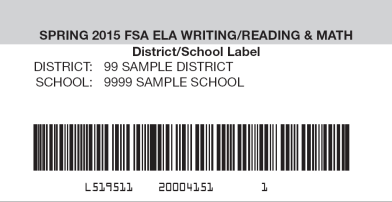 SPRING 2015 FSA ELA WRITING/READING & MATH
District/School Label
DISTRICT: 99 SAMPLE DISTRICT
SCHOOL: 9999 SAMPLE SCHOOL
L519511 20004151 1